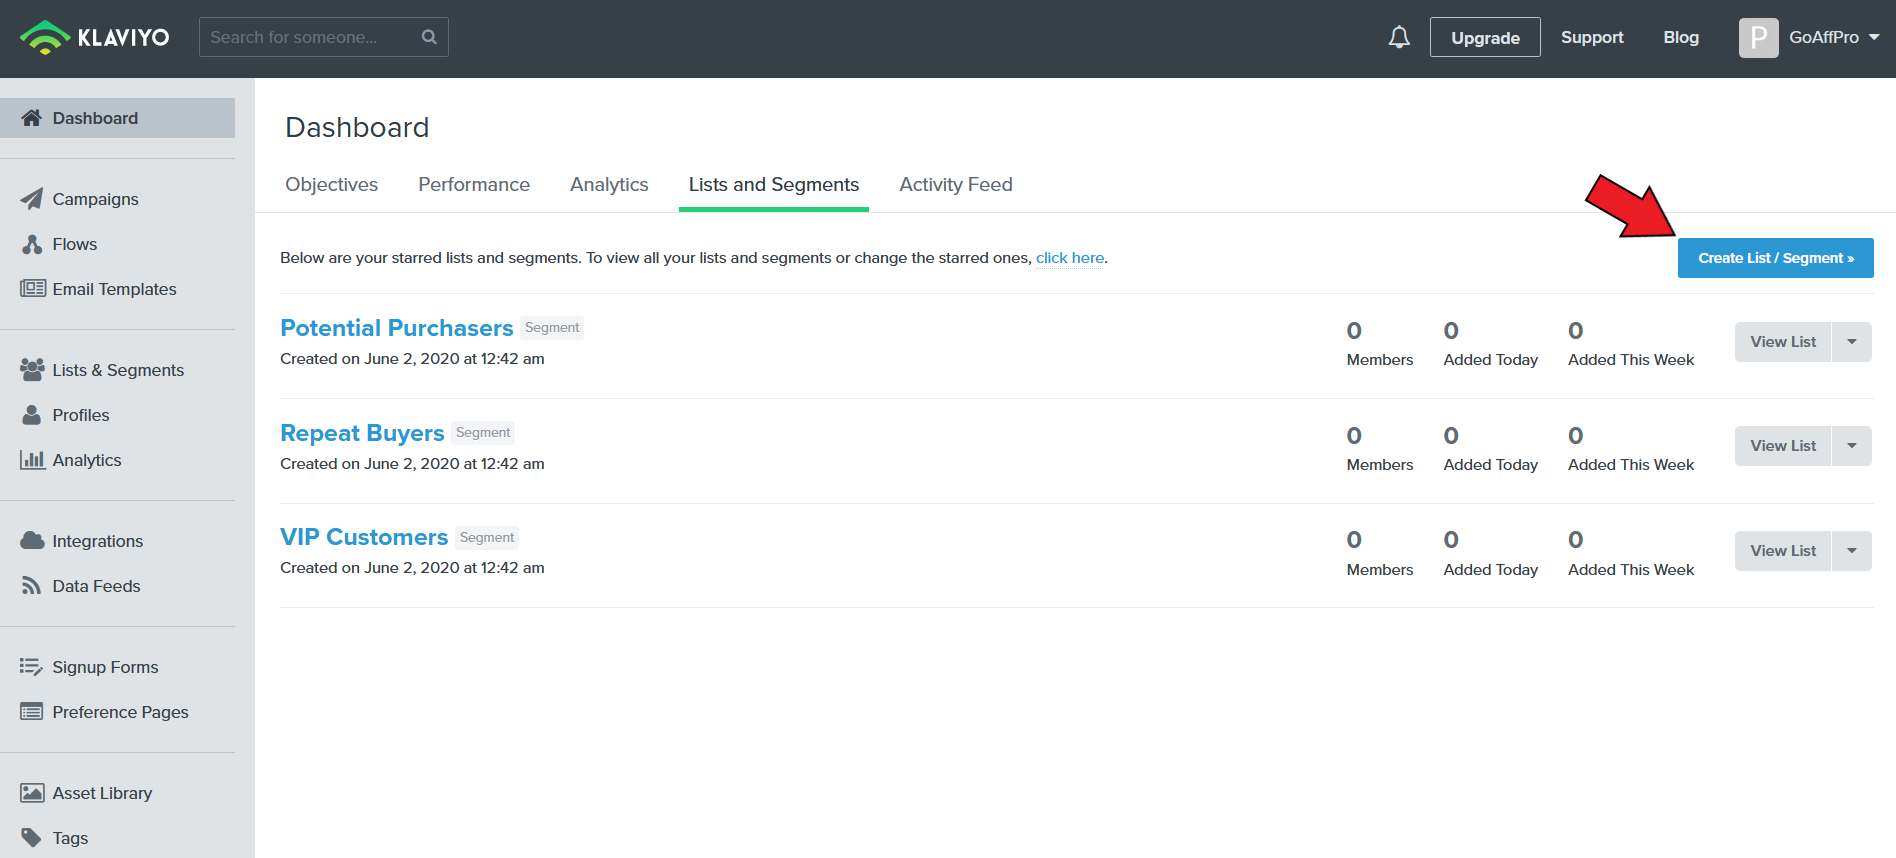 KLAVIYO
Search for someone...
Upgrade
Support
Blog
P
GoAffPro
Dashboard
Campaigns
Flows
Email Templates
Lists & Segments
Profiles
Analytics
Integrations
Data Feeds
Signup Forms
Preference Pages
Asset Library
Tags
Dashboard
Objectives Performance Analytics Lists and Segments Activity Feed
Below are your starred lists and segments. To view all your lists and segments or change the starred ones, click here.
Create List / Segment »
Potential Purchasers Segment
Created on June 2, 2020 at 12:42 am
0 0 0
Members Added Today Added This Week
View List
Repeat Buyers Segment
Created on June 2, 2020 at 12:42 am
0 0 0
Members Added Today Added This Week
View List
VIP Customers Segment
Created on June 2, 2020 at 12:42 am
0 0 0
Members Added Today Added This Week
View List